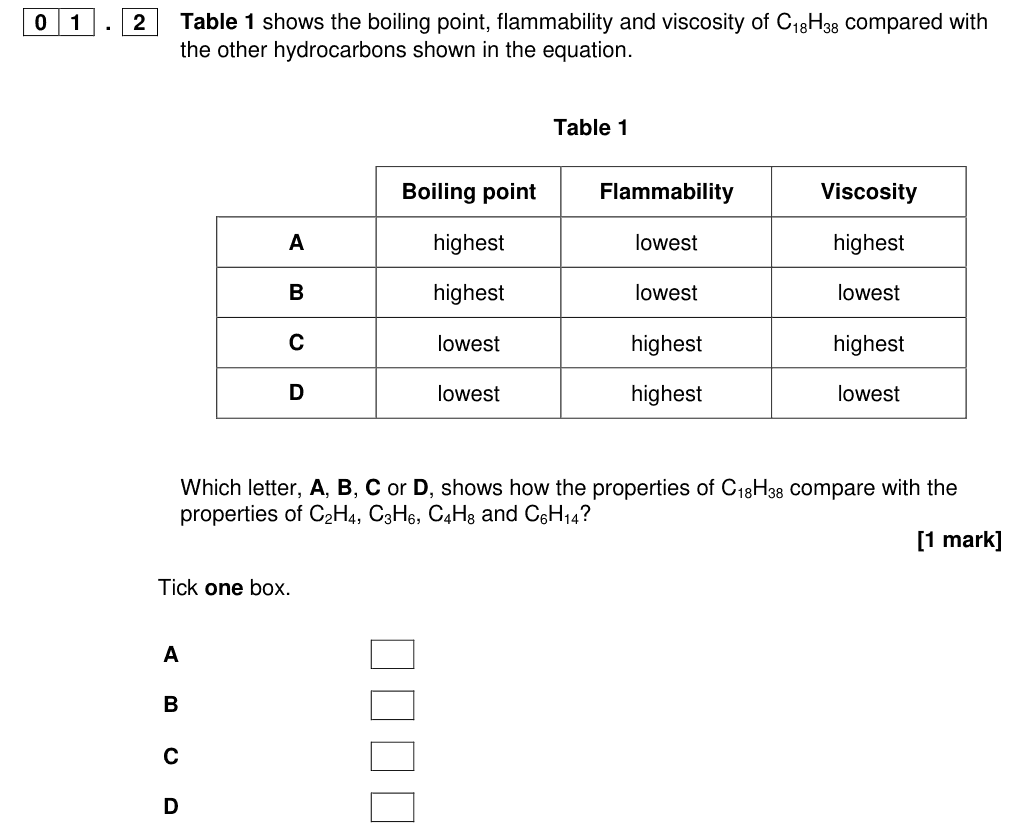 0 1 . 2 Table 1 shows the boiling point, flammability and viscosity of C₁₈H₃₈ compared with
the other hydrocarbons shown in the equation.
Table 1
Boiling point Flammability Viscosity
A highest lowest highest
B highest lowest lowest
C lowest highest highest
D lowest highest lowest
Which letter, A, B, C or D, shows how the properties of C₁₈H₃₈ compare with the
properties of C₂H₄, C₃H₆, C₄H₈ and C₆H₁₄?
[1 mark]
Tick one box.
A
B
C
D